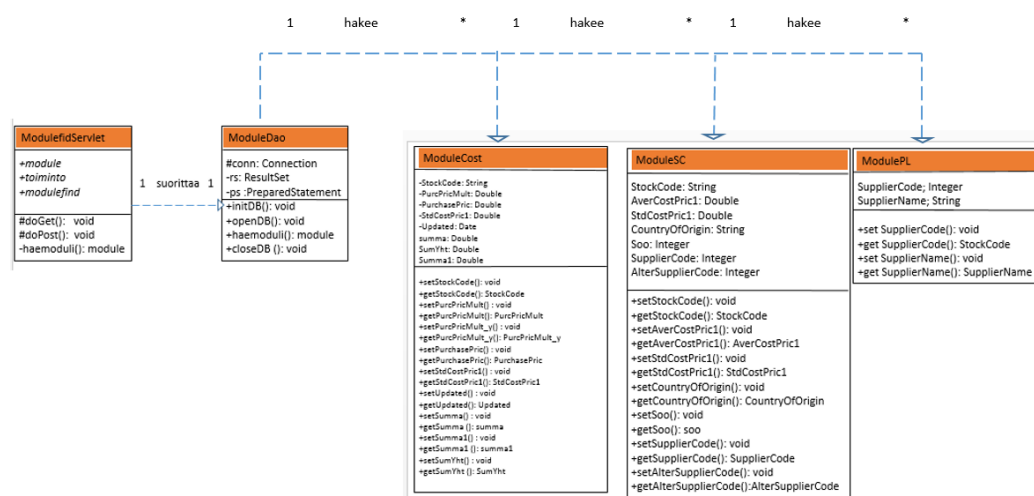 1 hakee * 1 hakee * 1 hakee *
ModulefidServlet
+module
+toiminto
+modulefind
#doGet(): void
#doPost(): void
-haemoduli(): module
1 suorittaa 1
ModuleDao
#conn: Connection
-rs: ResultSet
-ps :PreparedStatement
+initDB(): void
+openDB(): void
+haemoduli(): module
+closeDB (): void
ModuleCost
-StockCode: String
-PurcPricMult: Double
-PurchasePric: Double
-StdCostPric1: Double
-Updated: Date
summa: Double
SumYht: Double
Summa1: Double
+setStockCode(): void
+getStockCode(): StockCode
+setPurcPricMult() : void
+getPurcPricMult(): PurcPricMult
+setPurcPricMult_y() : void
+getPurcPricMult_y(): PurcPricMult_y
+setPurchasePric(): void
+getPurchasePric(): PurchasePric
+setStdCostPric1() : void
+getStdCostPric1(): StdCostPric1
+setUpdated() : void
+getUpdated(): Updated
+setSumma() : void
+getSumma (): summa
+setSumma1() : void
+getSumma1 (): summa1
+setSumYht() : void
+getSumYht (): SumYht
ModuleSC
StockCode: String
AverCostPric1: Double
StdCostPric1: Double
CountryOfOrigin: String
Soo: Integer
SupplierCode: Integer
AlterSupplierCode: Integer
+setStockCode(): void
+getStockCode(): StockCode
+setAverCostPric1(): void
+getAverCostPric1(): AverCostPric1
+setStdCostPric1(): void
+getStdCostPric1(): StdCostPric1
+setCountryOfOrigin(): void
+getCountryOfOrigin(): CountryOfOrigin
+setSoo(): void
+getSoo(): soo
+setSupplierCode(): void
+getSupplierCode(): SupplierCode
+setAlterSupplierCode(): void
+getAlterSupplierCode():AlterSupplierCode
ModulePL
SupplierCode; Integer
SupplierName; String
+set SupplierCode(): void
+get SupplierCode(): StockCode
+set SupplierName(): void
+get SupplierName(): SupplierName